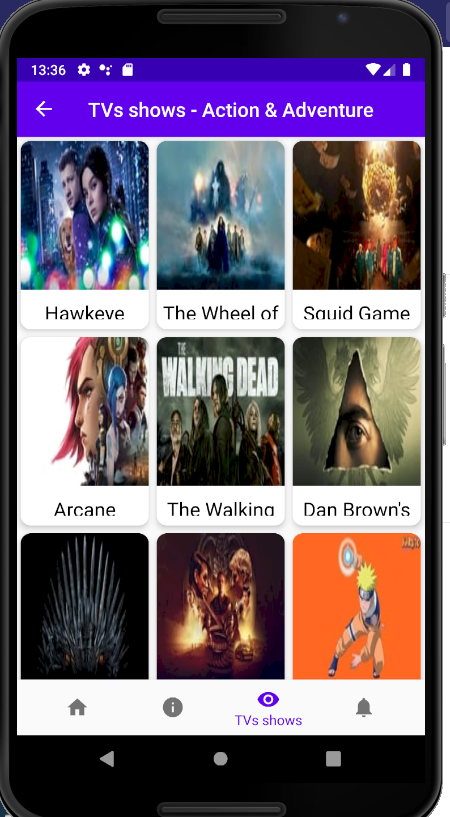 13:36
TVs shows - Action & Adventure
Hawkeye
The Wheel of
Squid Game
THE
WALKING DEAD
Arcane
The Walking
Dan Brown's
TVs shows